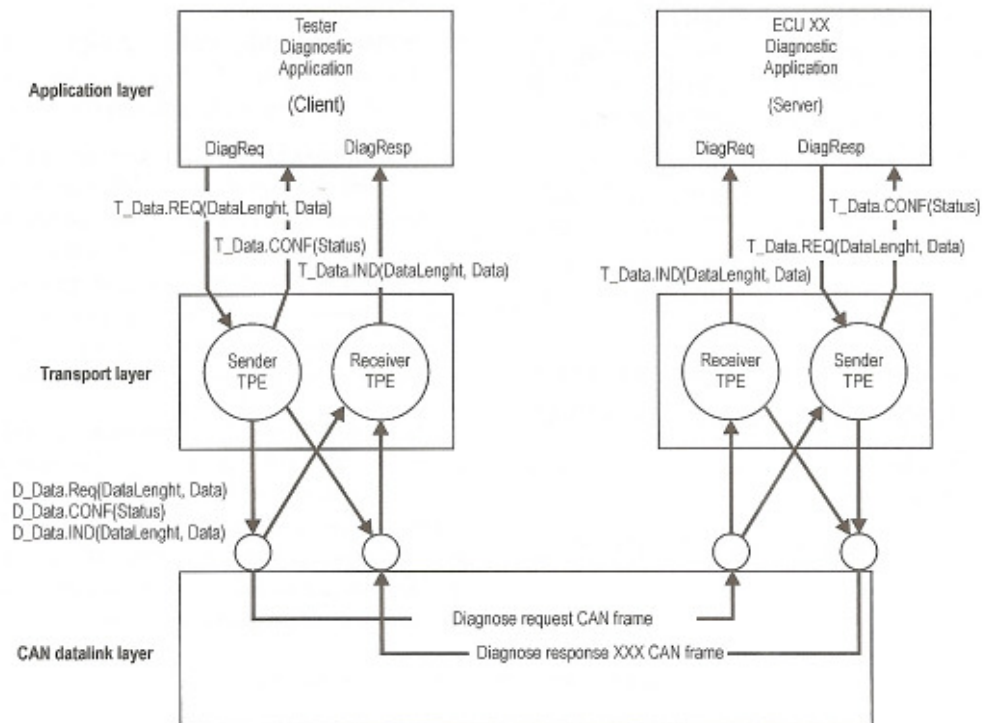 Tester
Diagnostic
Application
(Client)
DiagReq
DiagResp
ECU XX
Diagnostic
Application
(Server)
DiagReq
DiagResp
Application layer
T_Data.REQ(DataLenght, Data)
T_Data.CONF(Status)
T_Data.IND(DataLenght, Data)
T_Data.CONF(Status)
T_Data.REQ(DataLenght, Data)
T_Data.IND(DataLenght, Data)
Transport layer
Sender
TPE
Receiver
TPE
Receiver
TPE
Sender
TPE
D_Data.Req(DataLenght, Data)
D_Data.CONF(Status)
D_Data.IND(DataLenght, Data)
CAN datalink layer
Diagnose request CAN frame
Diagnose response XXX CAN frame